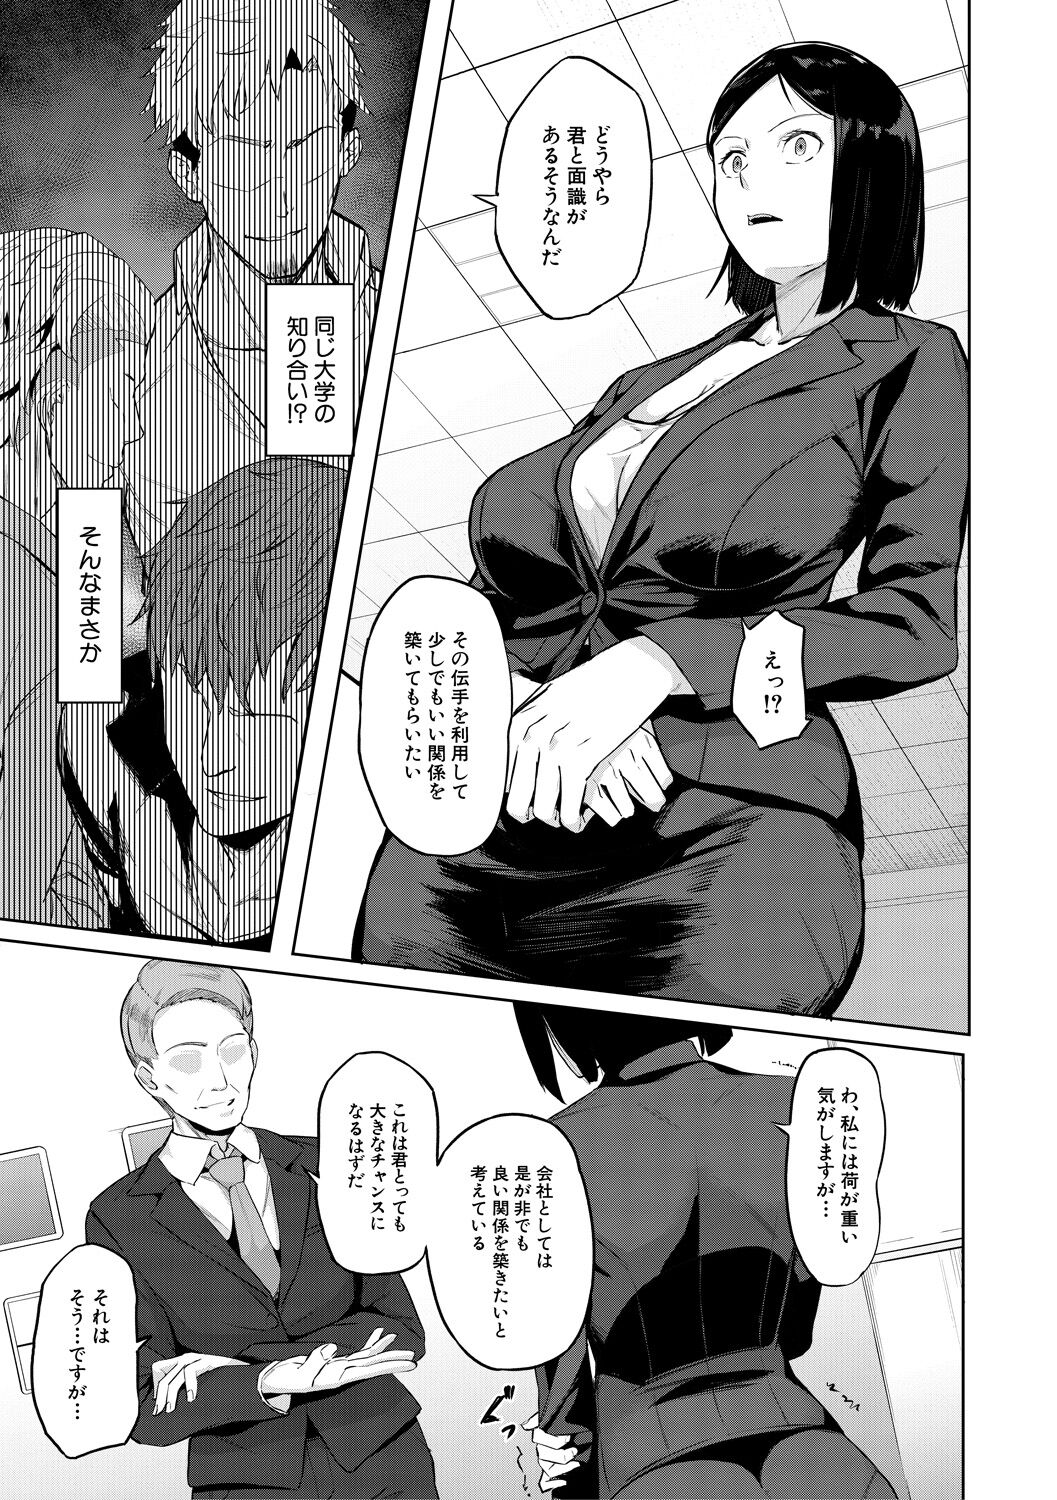 どうやら
君と面識が
あるそうなんだ
えっ!?
その伝手を利用して
少しでもいい関係を
築いてもらいたい
同じ大学の
知り合い!?
そんなまさか
わ、私には荷が重い
気がしますが…
会社としては
是が非でも
良い関係を築きたいと
考えている
これは君とっても
大きなチャンスに
なるはずだ
それは
そう…ですが…
ぐっ